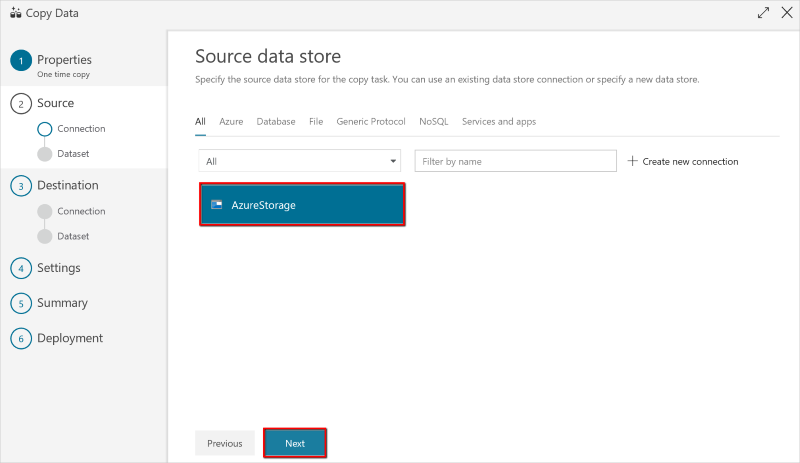 Copy Data
1 Properties
One time copy
2 Source
Connection
Dataset
3 Destination
Connection
Dataset
4 Settings
5 Summary
6 Deployment
Source data store
Specify the source data store for the copy task. You can use an existing data store connection or specify a new data store.
All Azure Database File Generic Protocol NoSQL Services and apps
All Filter by name Create new connection
AzureStorage
Previous Next